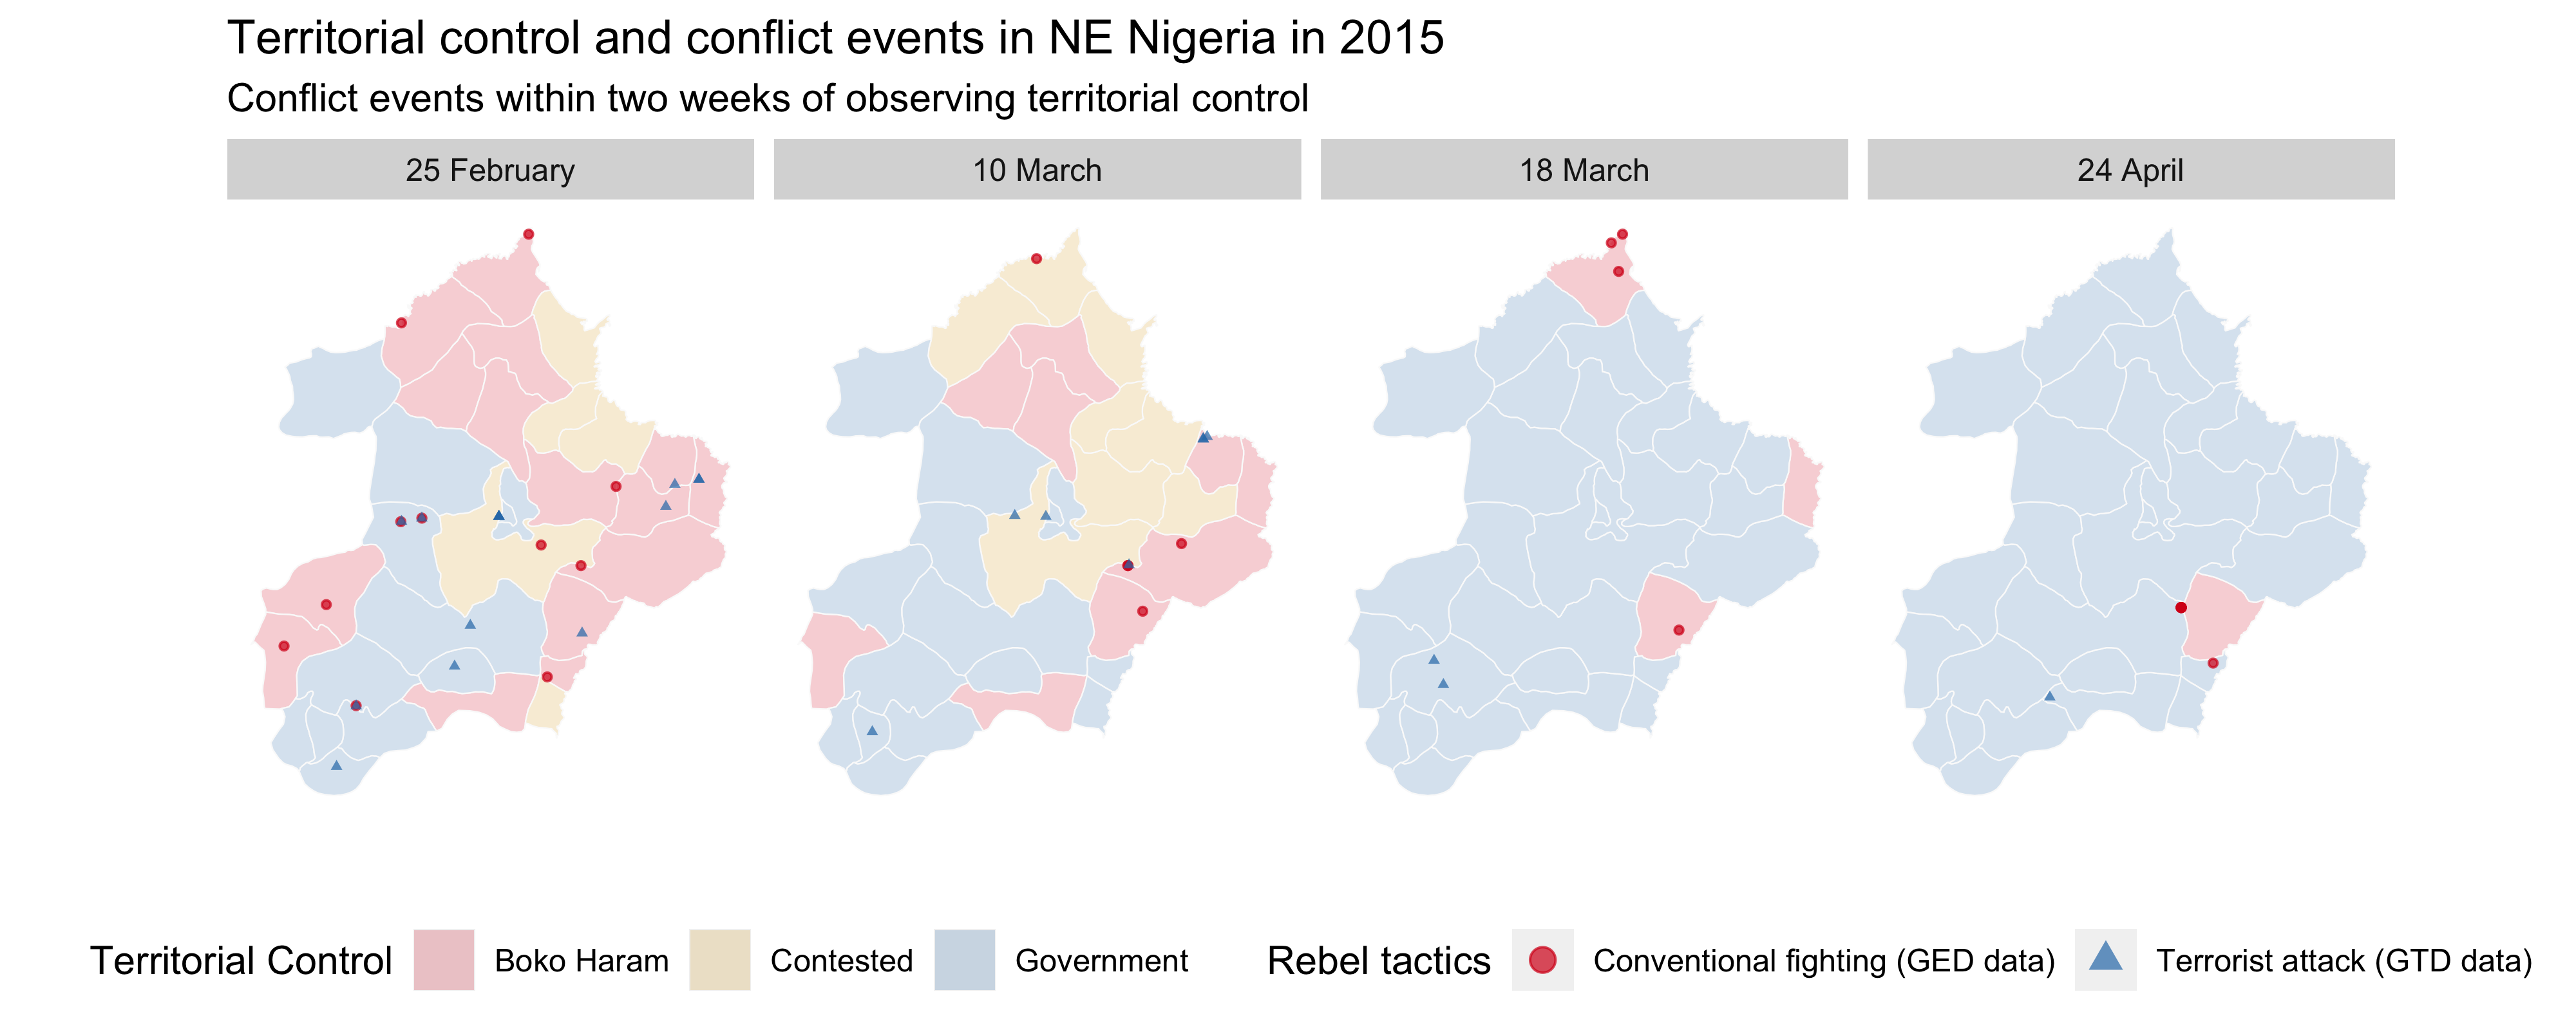 Territorial control and conflict events in NE Nigeria in 2015
Conflict events within two weeks of observing territorial control
25 February
10 March
18 March
24 April
Territorial Control
Boko Haram
Contested
Government
Rebel tactics
Conventional fighting (GED data)
Terrorist attack (GTD data)